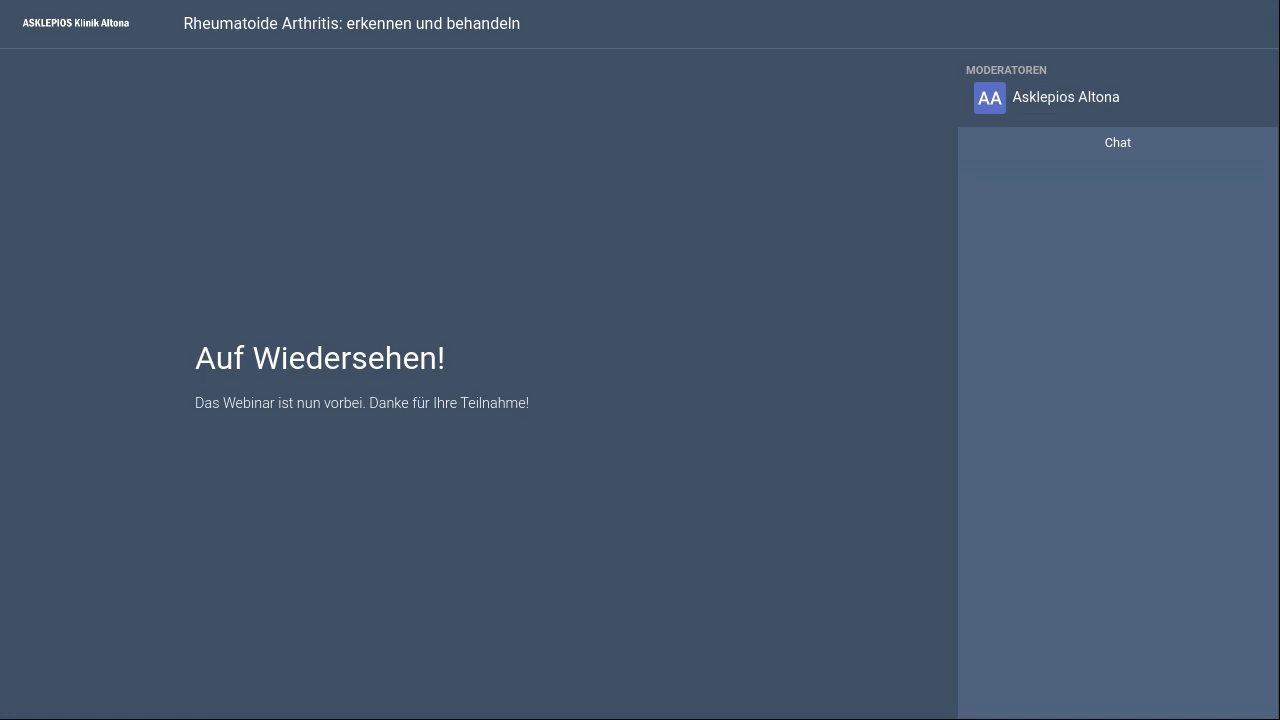 ASKLEPIOS Klinik Altona
Rheumatoide Arthritis: erkennen und behandeln
MODERATOREN
AA
Asklepios Altona
Chat
Auf Wiedersehen!
Das Webinar ist nun vorbei. Danke für Ihre Teilnahme!